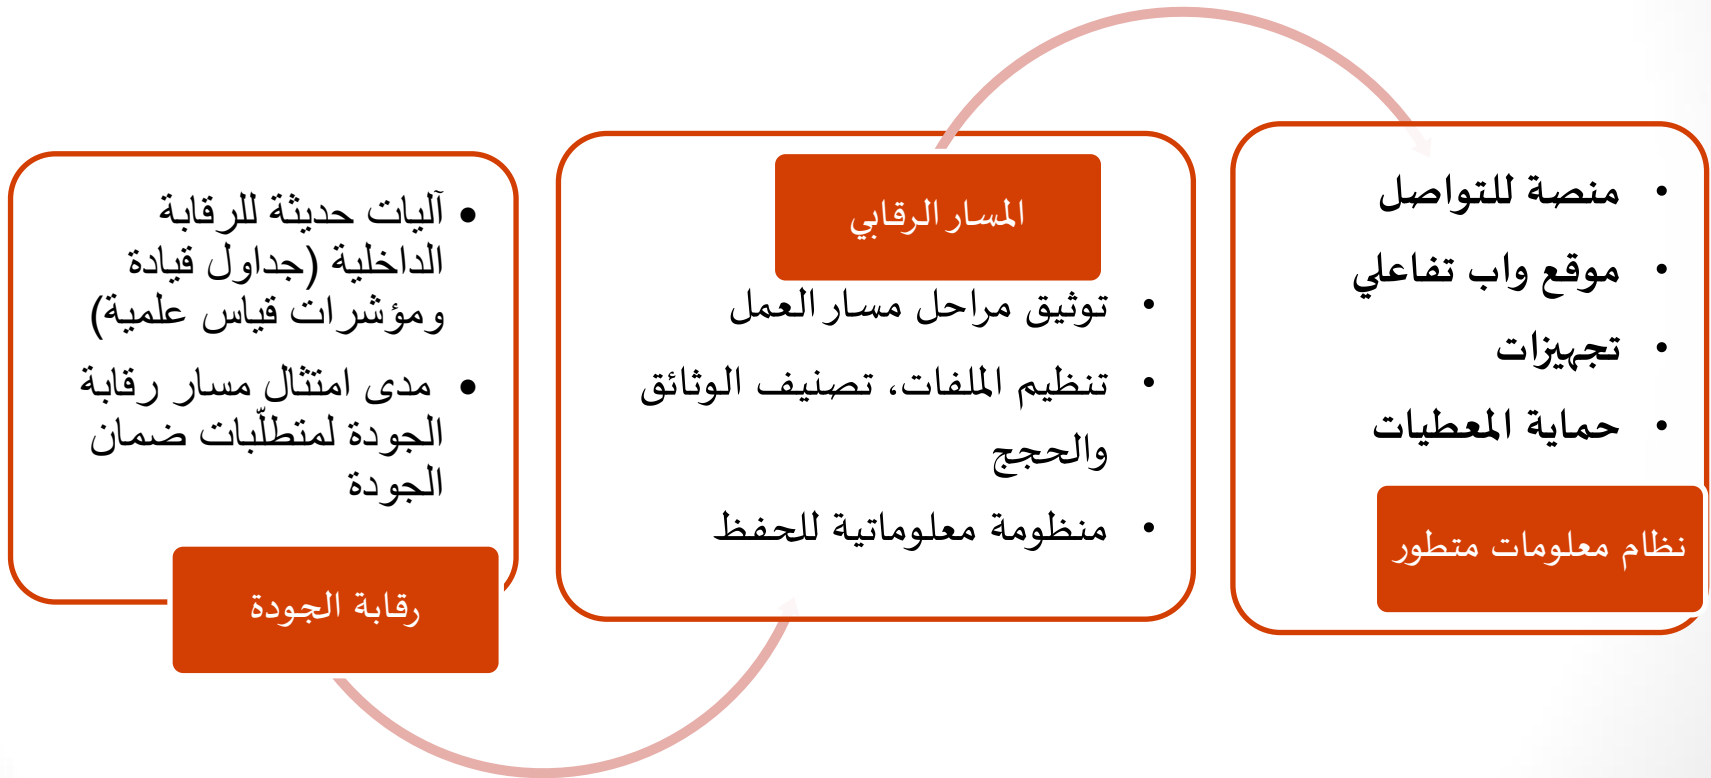 • منصة للتواصل
• موقع واب تفاعلي
• تجهيزات
• حماية المعطيات
نظام معلومات متطور
المسار الرقابي
• توثيق مراحل مسار العمل
• تنظيم الملفات، تصنيف الوثائق
والحجج
• منظومة معلوماتية للحفظ
• آليات حديثة للرقابة
الداخلية (جداول قيادة
ومؤشرات قياس علمية)
• مدى امتثال مسار رقابة
الجودة لمتطلّبات ضمان
الجودة
رقابة الجودة